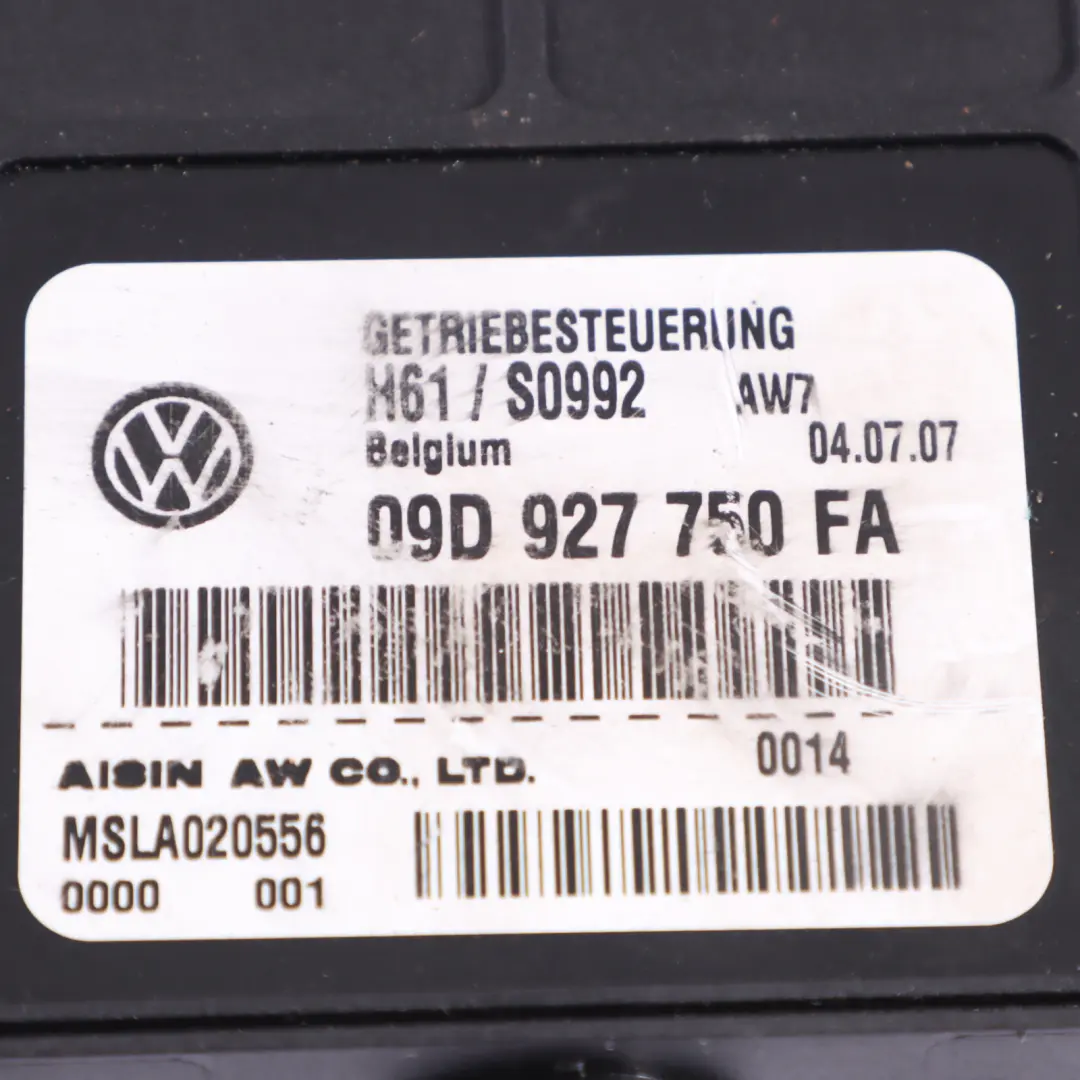 GETRIEBESTEUERUNG
H61 / S0992 AW7
Belgium 04.07.07
09D 927 750 FA
0014
AISIN AW CO., LTD.
MSLA020556
0000 001